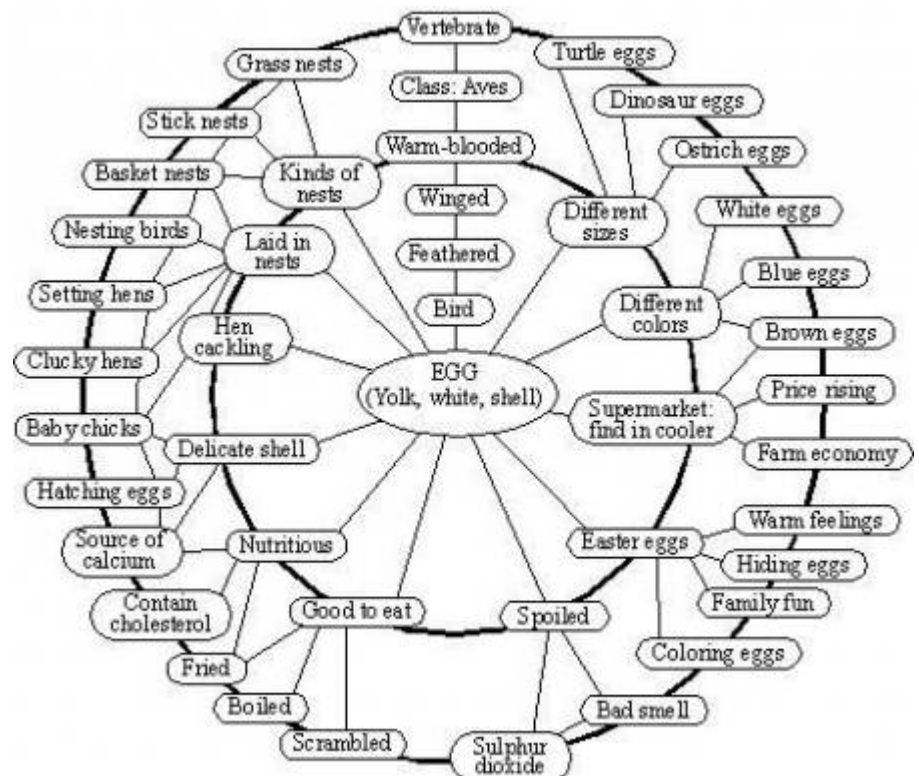 Vertebrate
Class: Aves
Warm-blooded
Winged
Feathered
Bird
EGG
(Yolk, white, shell)
Turtle eggs
Dinosaur eggs
Ostrich eggs
Different
sizes
White eggs
Blue eggs
Different
colors
Brown eggs
Price rising
Supermarket:
find in cooler
Farm economy
Warm feelings
Easter eggs
Hiding eggs
Family fun
Coloring eggs
Spoiled
Bad smell
Sulphur
dioxide
Good to eat
Scrambled
Boiled
Fried
Nutritious
Contain
cholesterol
Source of
calcium
Delicate shell
Hatching eggs
Baby chicks
Hen
cackling
Clucky hens
Setting hens
Laid in
nests
Nesting birds
Basket nests
Kinds of
nests
Stick nests
Grass nests